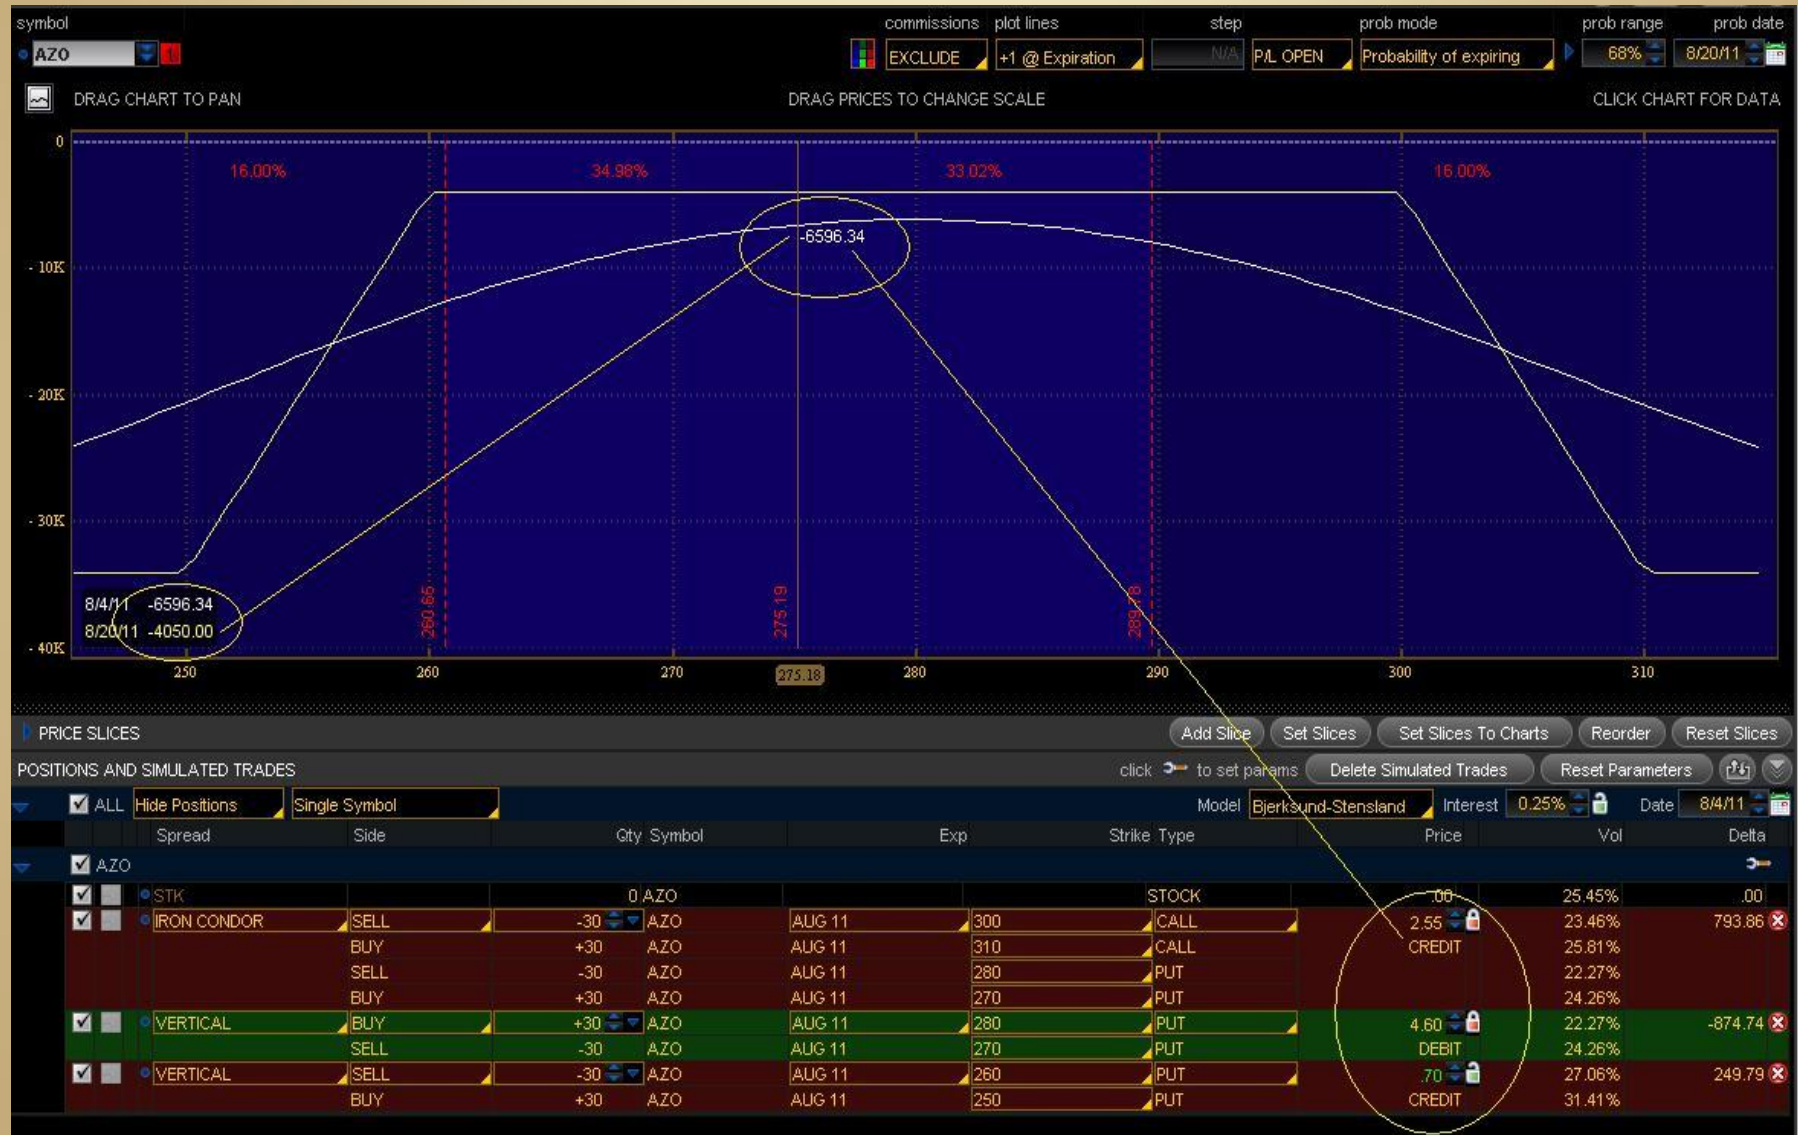 symbol commissions plot lines step prob mode prob range prob date
AZO EXCLUDE +1 @ Expiration N/A P/L OPEN Probability of expiring 68% 8/20/11
DRAG CHART TO PAN DRAG PRICES TO CHANGE SCALE CLICK CHART FOR DATA
0
16.00% 34.98% 33.02% 16.00%
-6596.34
- 10K
- 20K
- 30K
8/4/11 -6596.34
8/20/11 -4050.00
260.65 275.19 289.78
- 40K
250 260 270 275.18 280 290 300 310
PRICE SLICES Add Slice Set Slices Set Slices To Charts Reorder Reset Slices
POSITIONS AND SIMULATED TRADES click to set params Delete Simulated Trades Reset Parameters
ALL Hide Positions Single Symbol Model Bjerksund-Stensland Interest 0.25% Date 8/4/11
Spread Side Qty Symbol Exp Strike Type Price Vol Delta
AZO
STK 0 AZO STOCK .00 25.45% .00
IRON CONDOR SELL -30 AZO AUG 11 300 CALL 2.55 23.46% 793.86
BUY +30 AZO AUG 11 310 CALL CREDIT 25.81%
SELL -30 AZO AUG 11 280 PUT 22.27%
BUY +30 AZO AUG 11 270 PUT 24.26%
VERTICAL BUY +30 AZO AUG 11 280 PUT 4.60 22.27% -874.74
SELL -30 AZO AUG 11 270 PUT DEBIT 24.26%
VERTICAL SELL -30 AZO AUG 11 260 PUT .70 27.06% 249.79
BUY +30 AZO AUG 11 250 PUT CREDIT 31.41%